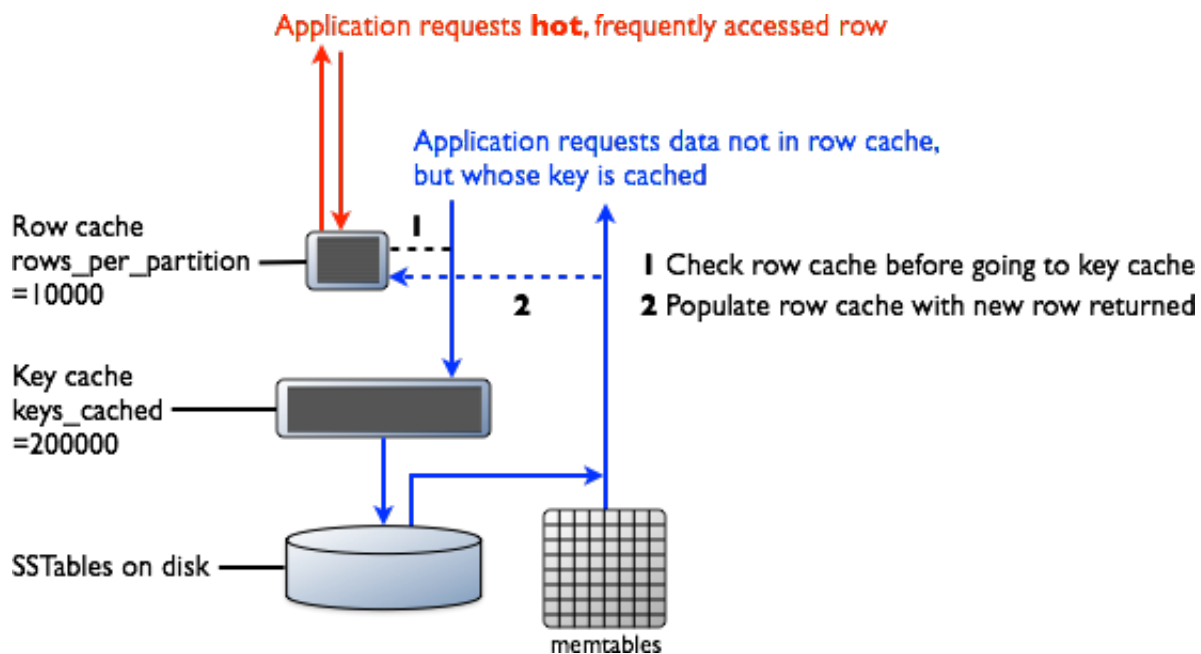 Application requests hot, frequently accessed row
Application requests data not in row cache,
but whose key is cached
1
Row cache
rows_per_partition
=10000
1 Check row cache before going to key cache
2
2 Populate row cache with new row returned
Key cache
keys_cached
=200000
SSTables on disk
memtables